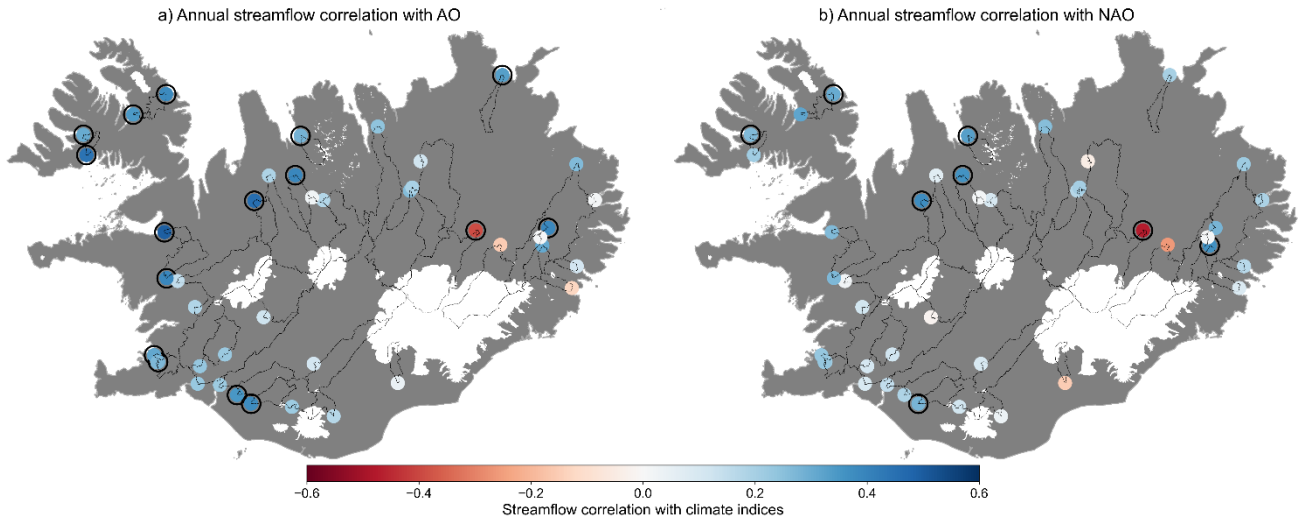 a) Annual streamflow correlation with AO
b) Annual streamflow correlation with NAO
−0.6 −0.4 −0.2 0.0 0.2 0.4 0.6
Streamflow correlation with climate indices